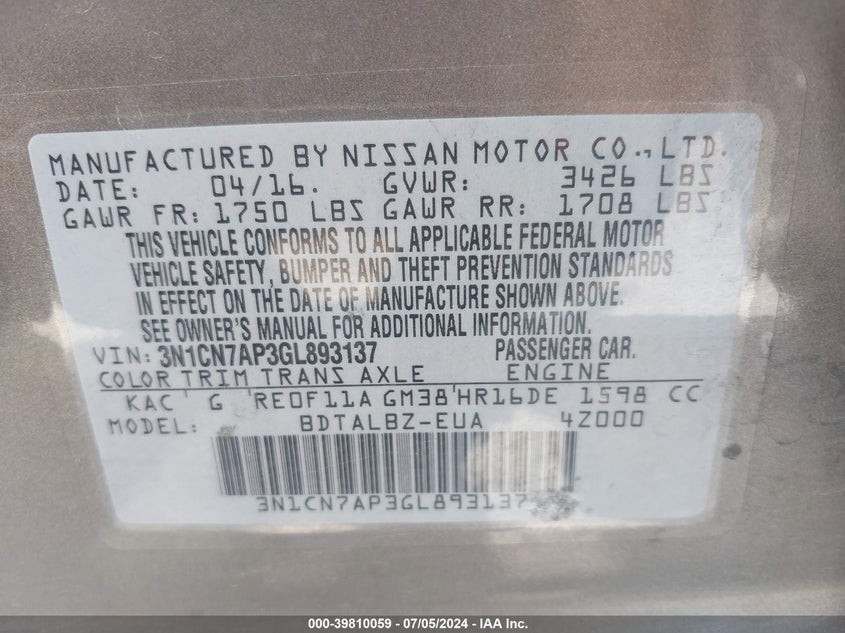 MANUFACTURED BY NISSAN MOTOR CO., LTD.
DATE: 04/16. GVWR: 3426 LBS
GAWR FR: 1750 LBS GAWR RR: 1708 LBS
THIS VEHICLE CONFORMS TO ALL APPLICABLE FEDERAL MOTOR
VEHICLE SAFETY, BUMPER AND THEFT PREVENTION STANDARDS
IN EFFECT ON THE DATE OF MANUFACTURE SHOWN ABOVE.
SEE OWNER'S MANUAL FOR ADDITIONAL INFORMATION.
VIN: 3N1CN7AP3GL893137 PASSENGER CAR.
COLOR TRIM TRANS AXLE ENGINE
KAC G RE0F11A GM38 HR16DE 1598 CC
MODEL: BDTALBZ-EUA 4Z000
3N1CN7AP3GL893137
000-39810059 - 07/05/2024 - IAA Inc.